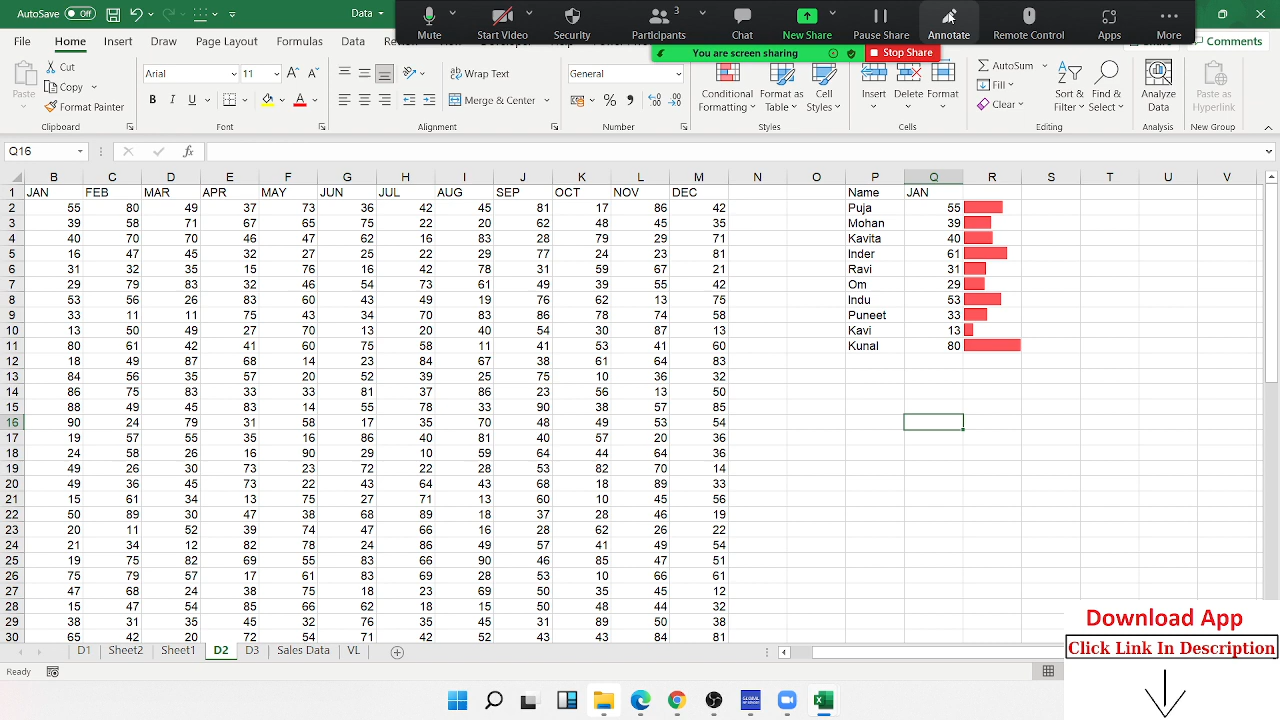 AutoSave Off Data
Mute Start Video Security Participants 3 Chat New Share Pause Share Annotate Remote Control Apps More
You are screen sharing Stop Share
File Home Insert Draw Page Layout Formulas Data Comments
Paste Cut Copy Format Painter Clipboard
Arial 11 B I U A Font
Wrap Text Merge & Center Alignment
General % Number
Conditional Formatting Format as Table Cell Styles Styles
Insert Delete Format Cells
AutoSum Fill Clear Sort & Filter Find & Select Editing
Analyze Data Analysis
Paste as Hyperlink New Group
Q16 fx
B C D E F G H I J K L M N O P Q R S T U V
1 JAN FEB MAR APR MAY JUN JUL AUG SEP OCT NOV DEC Name JAN
2 55 80 49 37 73 36 42 45 81 17 86 42 Puja 55
3 39 58 71 67 65 75 22 20 62 48 45 35 Mohan 39
4 40 70 70 46 47 62 16 83 28 79 29 71 Kavita 40
5 16 47 45 32 27 25 22 29 77 24 23 81 Inder 61
6 31 32 35 15 76 16 42 78 31 59 67 21 Ravi 31
7 29 79 83 32 46 54 73 61 49 39 55 42 Om 29
8 53 56 26 83 60 43 49 19 76 62 13 75 Indu 53
9 33 11 11 75 43 34 70 83 86 78 74 58 Puneet 33
10 13 50 49 27 70 13 20 40 54 30 87 13 Kavi 13
11 80 61 42 41 60 75 58 11 41 53 41 60 Kunal 80
12 18 49 87 68 14 23 84 67 38 61 64 83
13 84 56 35 57 20 52 39 25 75 10 36 32
14 86 75 83 33 33 81 37 86 23 56 13 50
15 88 49 45 83 14 55 78 33 90 38 57 85
16 90 24 79 31 58 17 35 70 48 49 53 54
17 19 57 55 39 16 86 40 81 40 57 20 36
18 24 58 26 16 90 29 10 59 64 44 64 36
19 49 26 30 73 23 72 22 28 53 82 70 14
20 49 36 45 73 22 43 64 43 68 18 89 33
21 15 61 34 13 75 27 71 13 60 10 45 56
22 50 89 30 47 38 68 89 18 37 28 46 19
23 20 11 52 39 74 47 66 16 28 62 26 22
24 21 34 12 82 78 24 86 49 57 41 49 54
25 19 75 82 69 55 83 66 90 46 85 47 51
26 75 79 57 17 61 83 69 28 53 10 66 61
27 47 68 24 38 75 18 23 69 50 35 45 12
28 15 47 54 85 66 62 18 15 50 48 44 32
29 38 31 35 45 32 76 35 45 31 89 50 38
30 65 42 20 72 54 71 42 52 43 43 84 81
D1 Sheet2 Sheet1 D2 D3 Sales Data VL
Ready
Download App
Click Link In Description